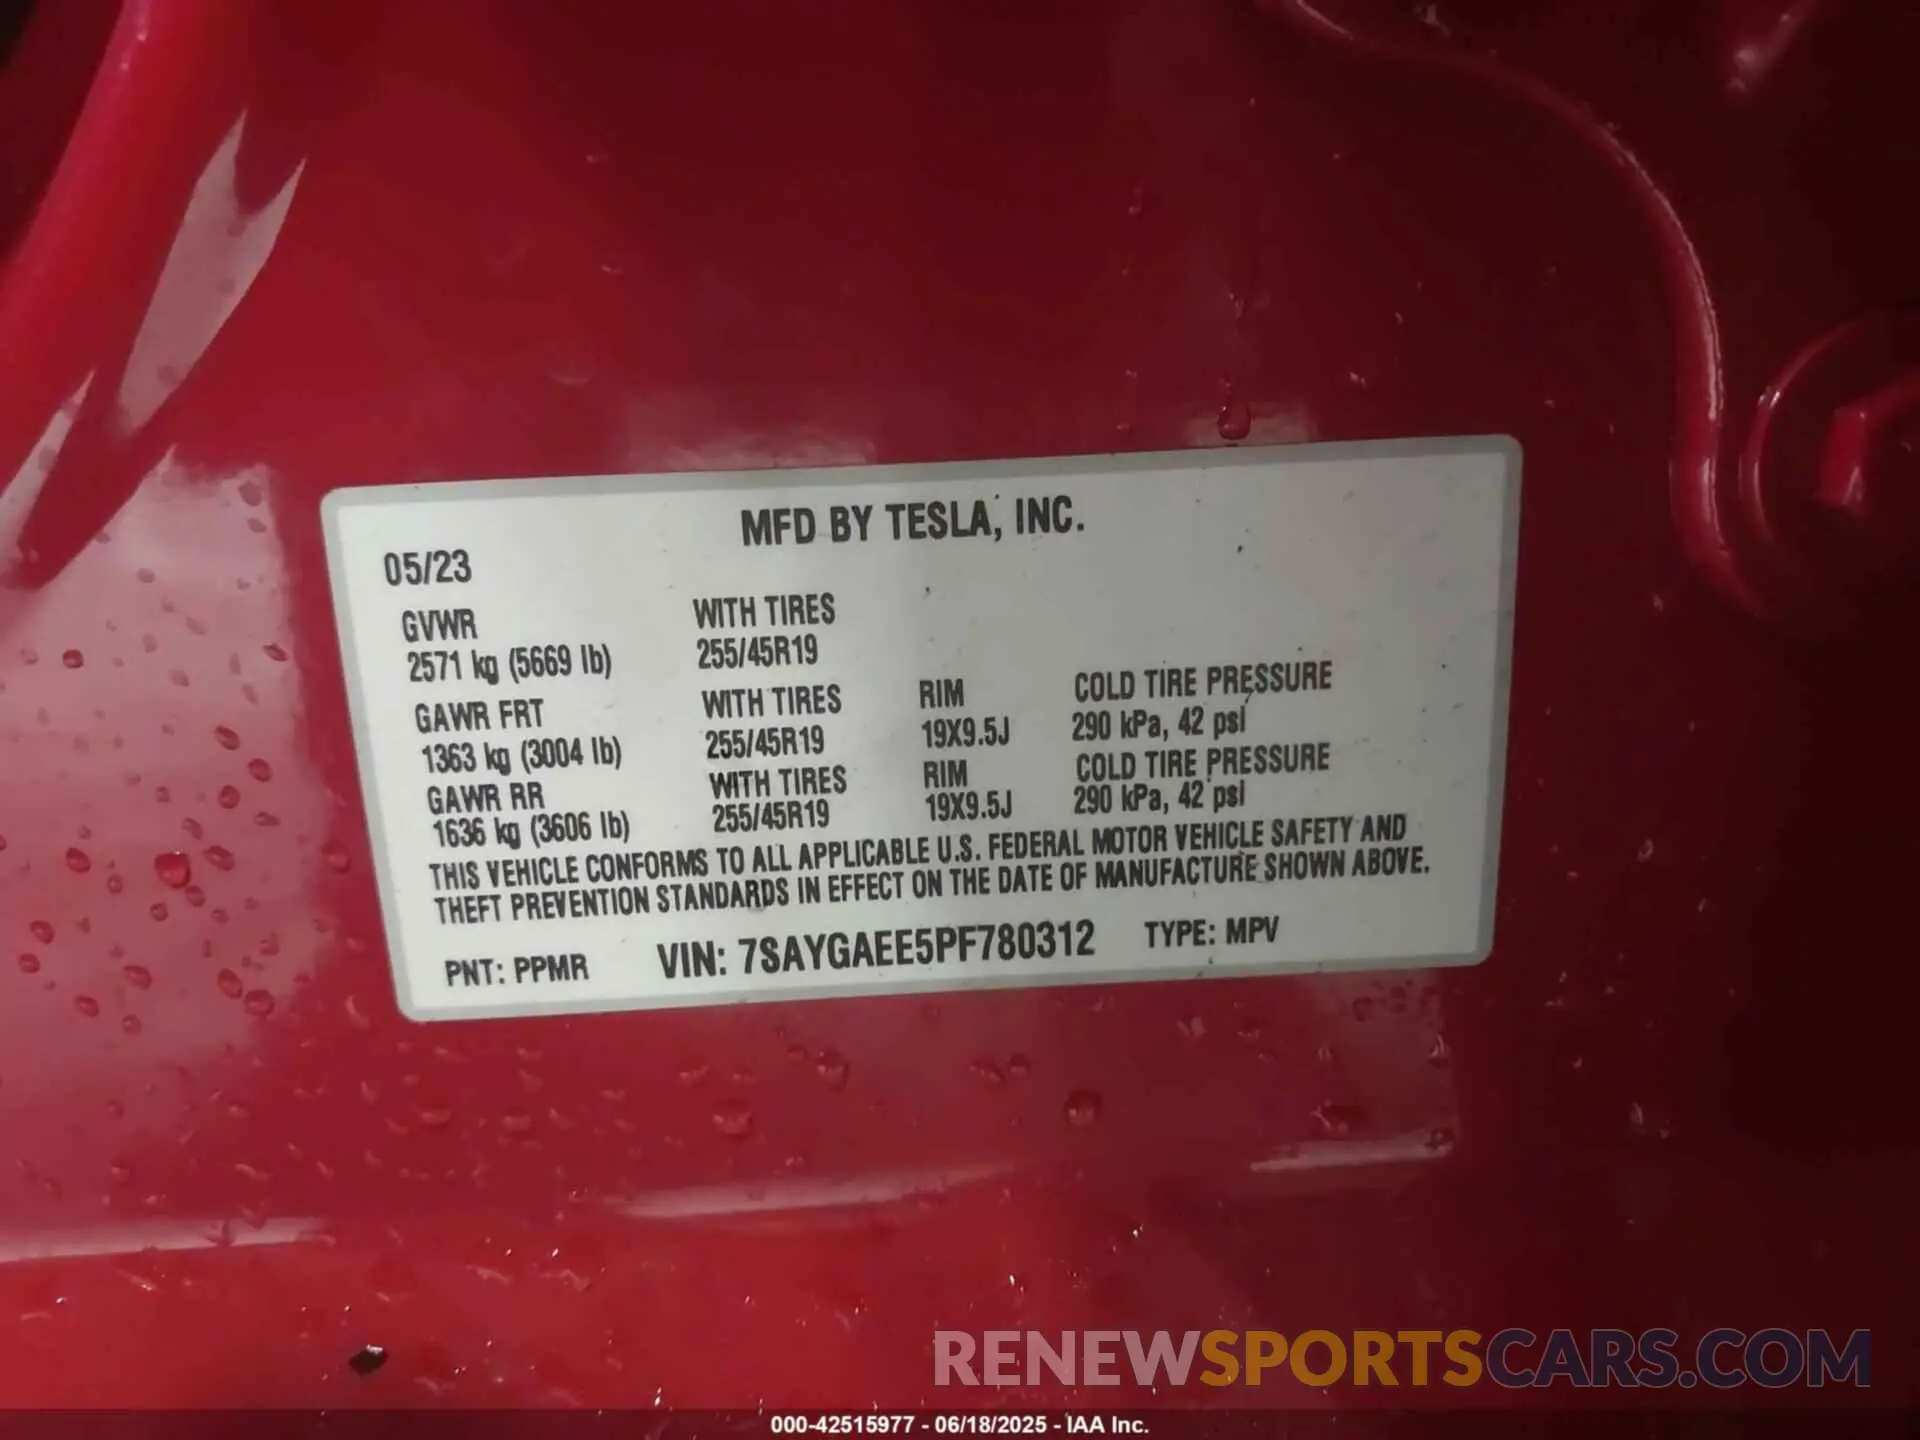 MFD BY TESLA, INC.
05/23
GVWR WITH TIRES
2571 kg (5669 lb) 255/45R19
GAWR FRT WITH TIRES RIM COLD TIRE PRESSURE
1363 kg (3004 lb) 255/45R19 19X9.5J 290 kPa, 42 psi
GAWR RR WITH TIRES RIM COLD TIRE PRESSURE
1636 kg (3606 lb) 255/45R19 19X9.5J 290 kPa, 42 psi
THIS VEHICLE CONFORMS TO ALL APPLICABLE U.S. FEDERAL MOTOR VEHICLE SAFETY AND
THEFT PREVENTION STANDARDS IN EFFECT ON THE DATE OF MANUFACTURE SHOWN ABOVE.
PNT: PPMR VIN: 7SAYGAEE5PF780312 TYPE: MPV
RENEWSPORTSCARS.COM
000-42515977 - 06/18/2025 - IAA Inc.